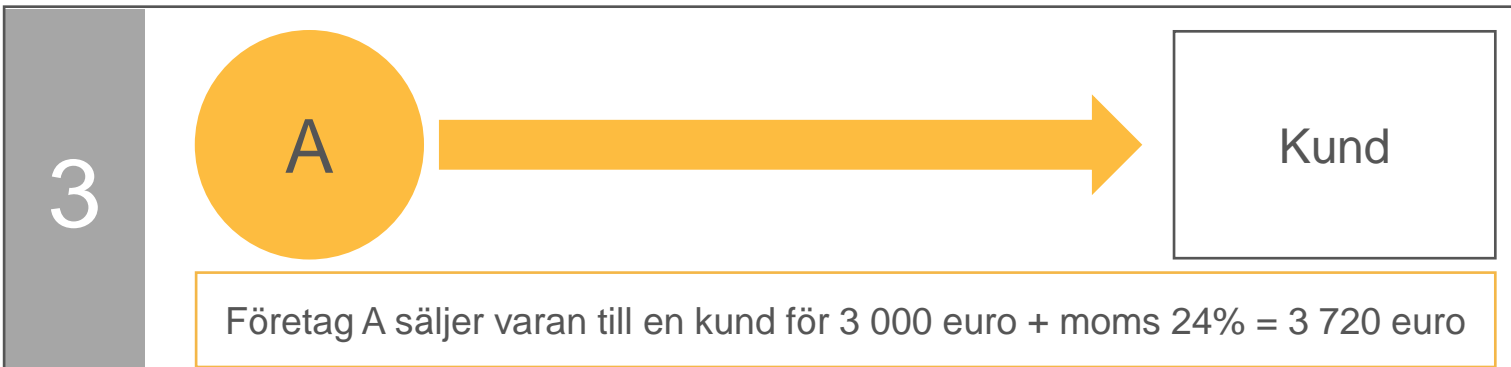 3
A
Kund
Företag A säljer varan till en kund för 3 000 euro + moms 24% = 3 720 euro